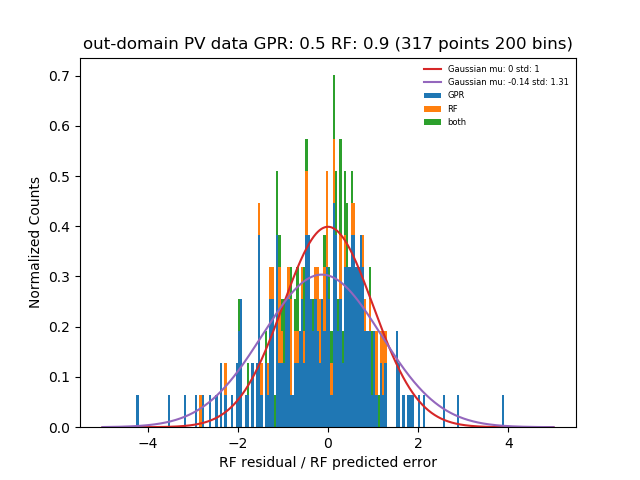 out-domain PV data GPR: 0.5 RF: 0.9 (317 points 200 bins)
Gaussian mu: 0 std: 1
Gaussian mu: -0.14 std: 1.31
GPR
RF
both
Normalized Counts
0.7
0.6
0.5
0.4
0.3
0.2
0.1
0.0
−4 −2 0 2 4
RF residual / RF predicted error